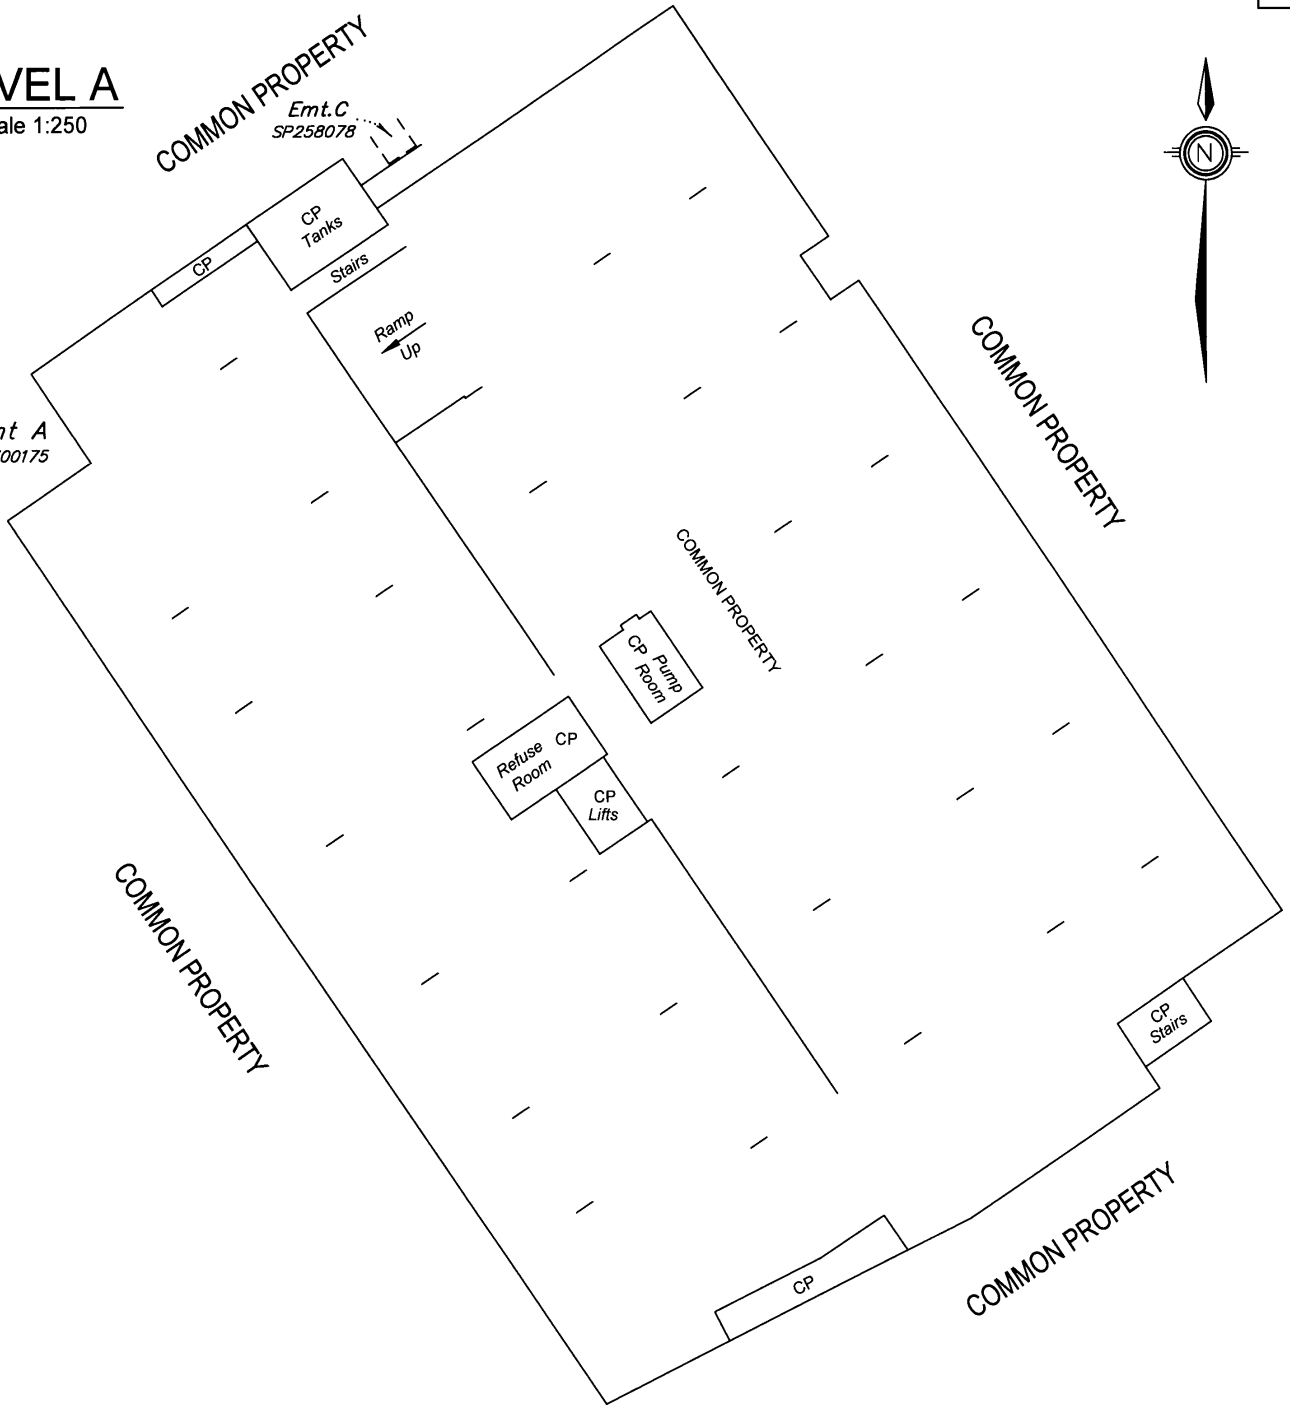 VEL A
ale 1:250
COMMON PROPERTY
Emt.C
SP258078
N
CP
Tanks
CP
Stairs
Ramp
Up
nt A
00175
COMMON PROPERTY
COMMON PROPERTY
CP Pump
Room
Refuse CP
Room
CP
Lifts
COMMON PROPERTY
CP
Stairs
COMMON PROPERTY
CP